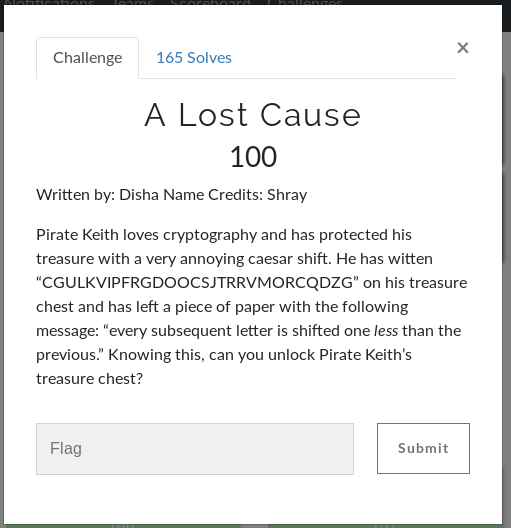 Notifications Teams Scoreboard Challenges
Challenge
165 Solves
×
A Lost Cause
100
Written by: Disha Name Credits: Shray
Pirate Keith loves cryptography and has protected his
treasure with a very annoying caesar shift. He has witten
“CGULKVIPFRGDOOCSJTRRVMORCQDZG” on his treasure
chest and has left a piece of paper with the following
message: “every subsequent letter is shifted one less than the
previous.” Knowing this, can you unlock Pirate Keith’s
treasure chest?
Flag
Submit